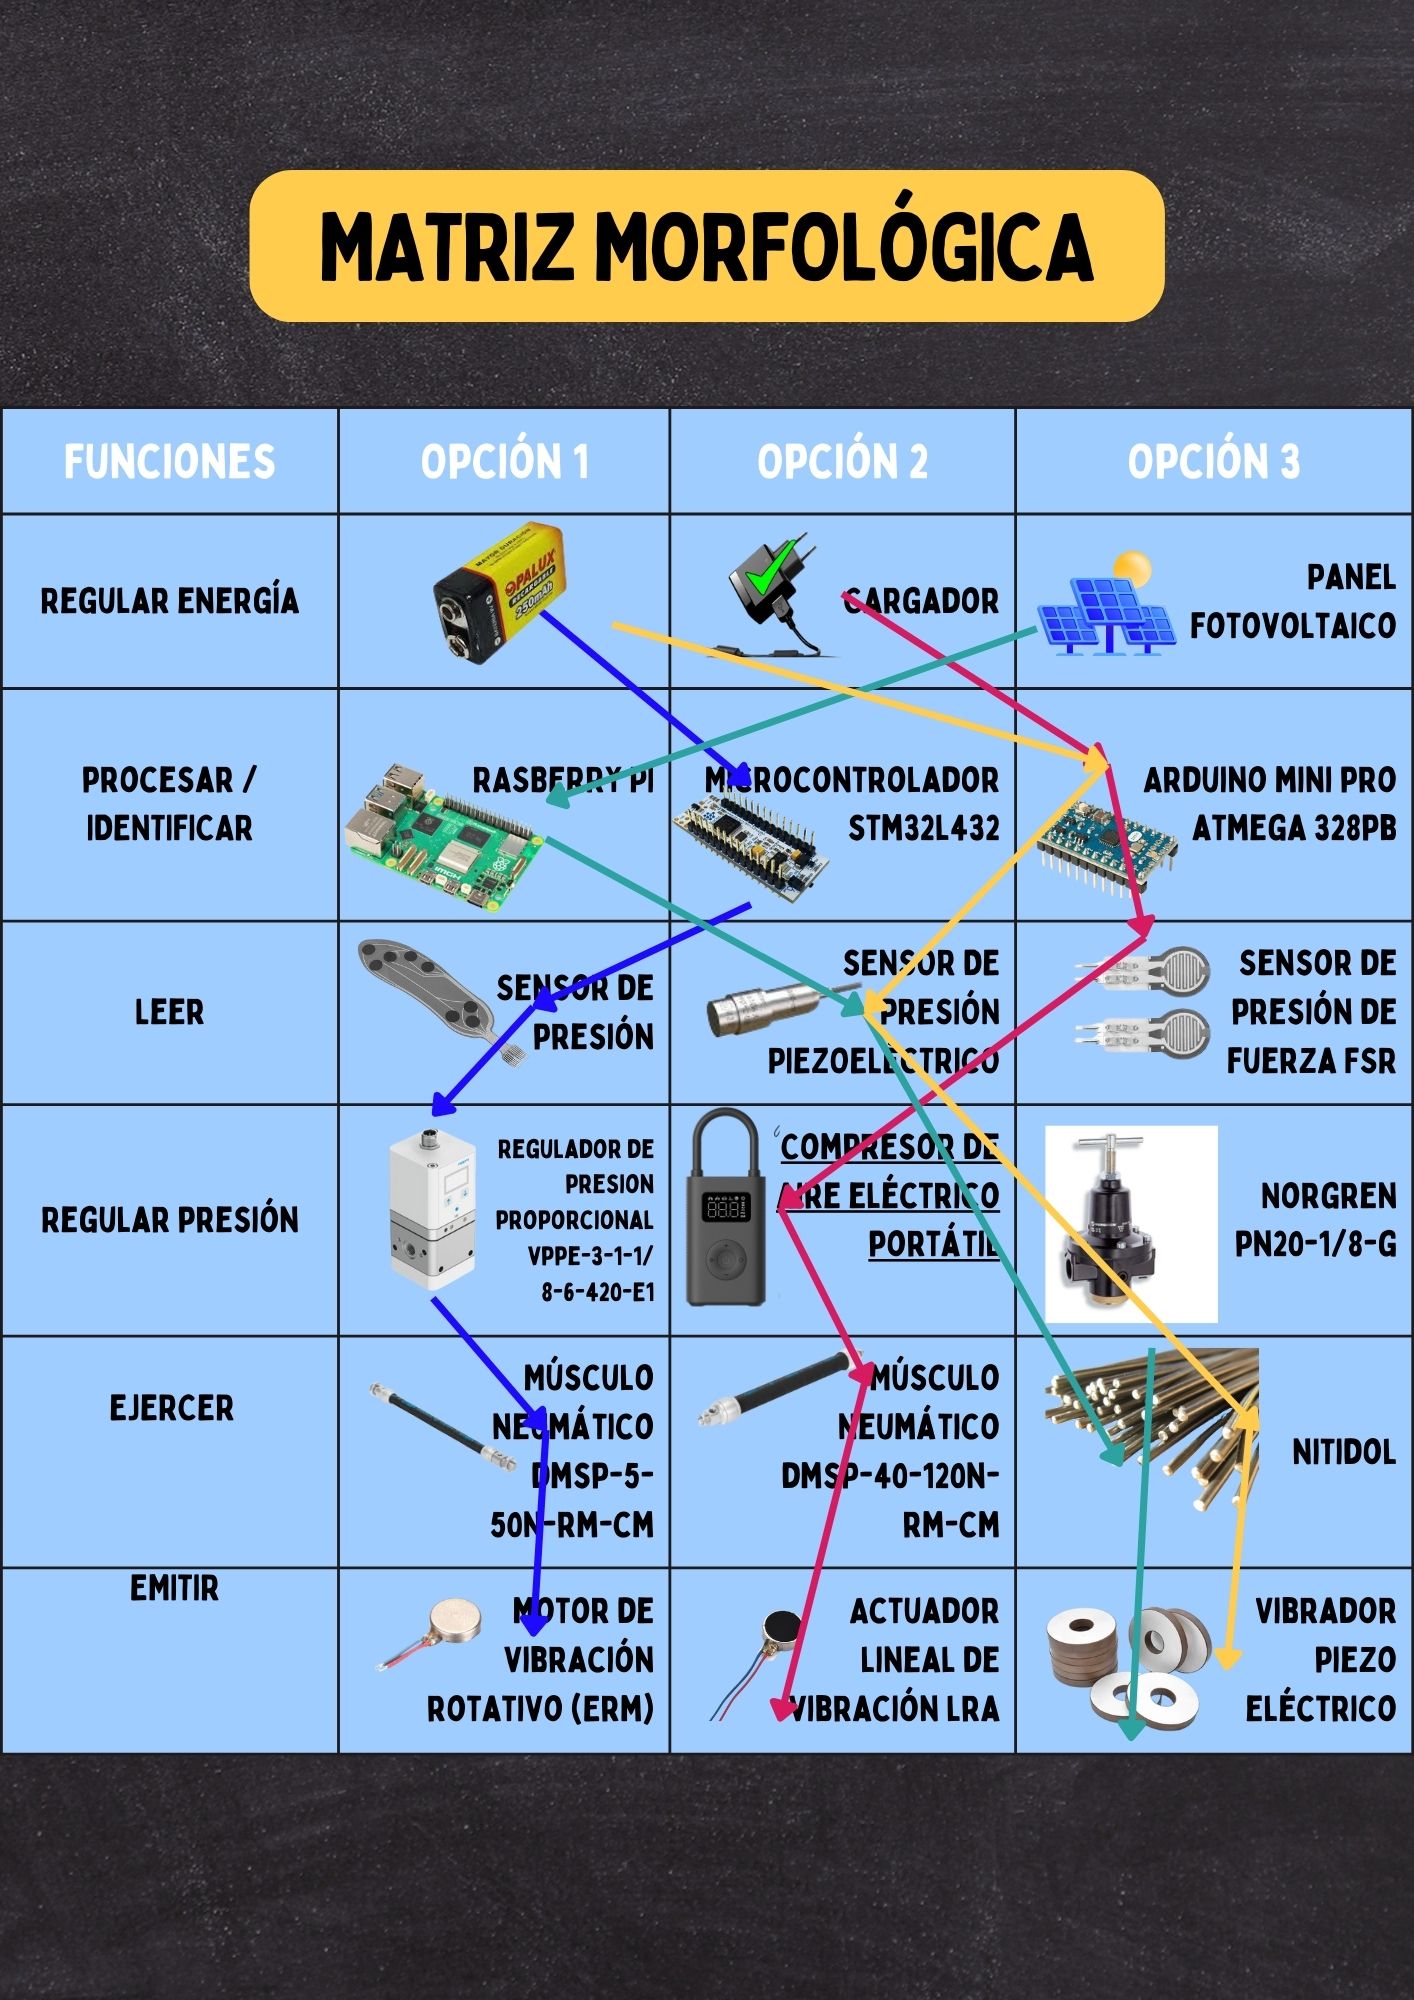 MATRIZ MORFOLÓGICA
FUNCIONES
OPCIÓN 1
OPCIÓN 2
OPCIÓN 3
REGULAR ENERGÍA
MAYOR DURACIÓN
OPALUX
RECARGABLE
250mAh
CARGADOR
PANEL
FOTOVOLTAICO
PROCESAR /
IDENTIFICAR
RASBERRY PI
MICROCONTROLADOR
STM32L432
ARDUINO MINI PRO
ATMEGA 328PB
LEER
SENSOR DE
PRESIÓN
SENSOR DE
PRESIÓN
PIEZOELÉCTRICO
SENSOR DE
PRESIÓN DE
FUERZA FSR
REGULAR PRESIÓN
REGULADOR DE
PRESION
PROPORCIONAL
VPPE-3-1-1/
8-6-420-E1
COMPRESOR DE
AIRE ELÉCTRICO
PORTÁTIL
NORGREN
PN20-1/8-G
EJERCER
MÚSCULO
NEUMÁTICO
DMSP-5-
50N-RM-CM
MÚSCULO
NEUMÁTICO
DMSP-40-120N-
RM-CM
NITIDOL
EMITIR
MOTOR DE
VIBRACIÓN
ROTATIVO (ERM)
ACTUADOR
LINEAL DE
VIBRACIÓN LRA
VIBRADOR
PIEZO
ELÉCTRICO